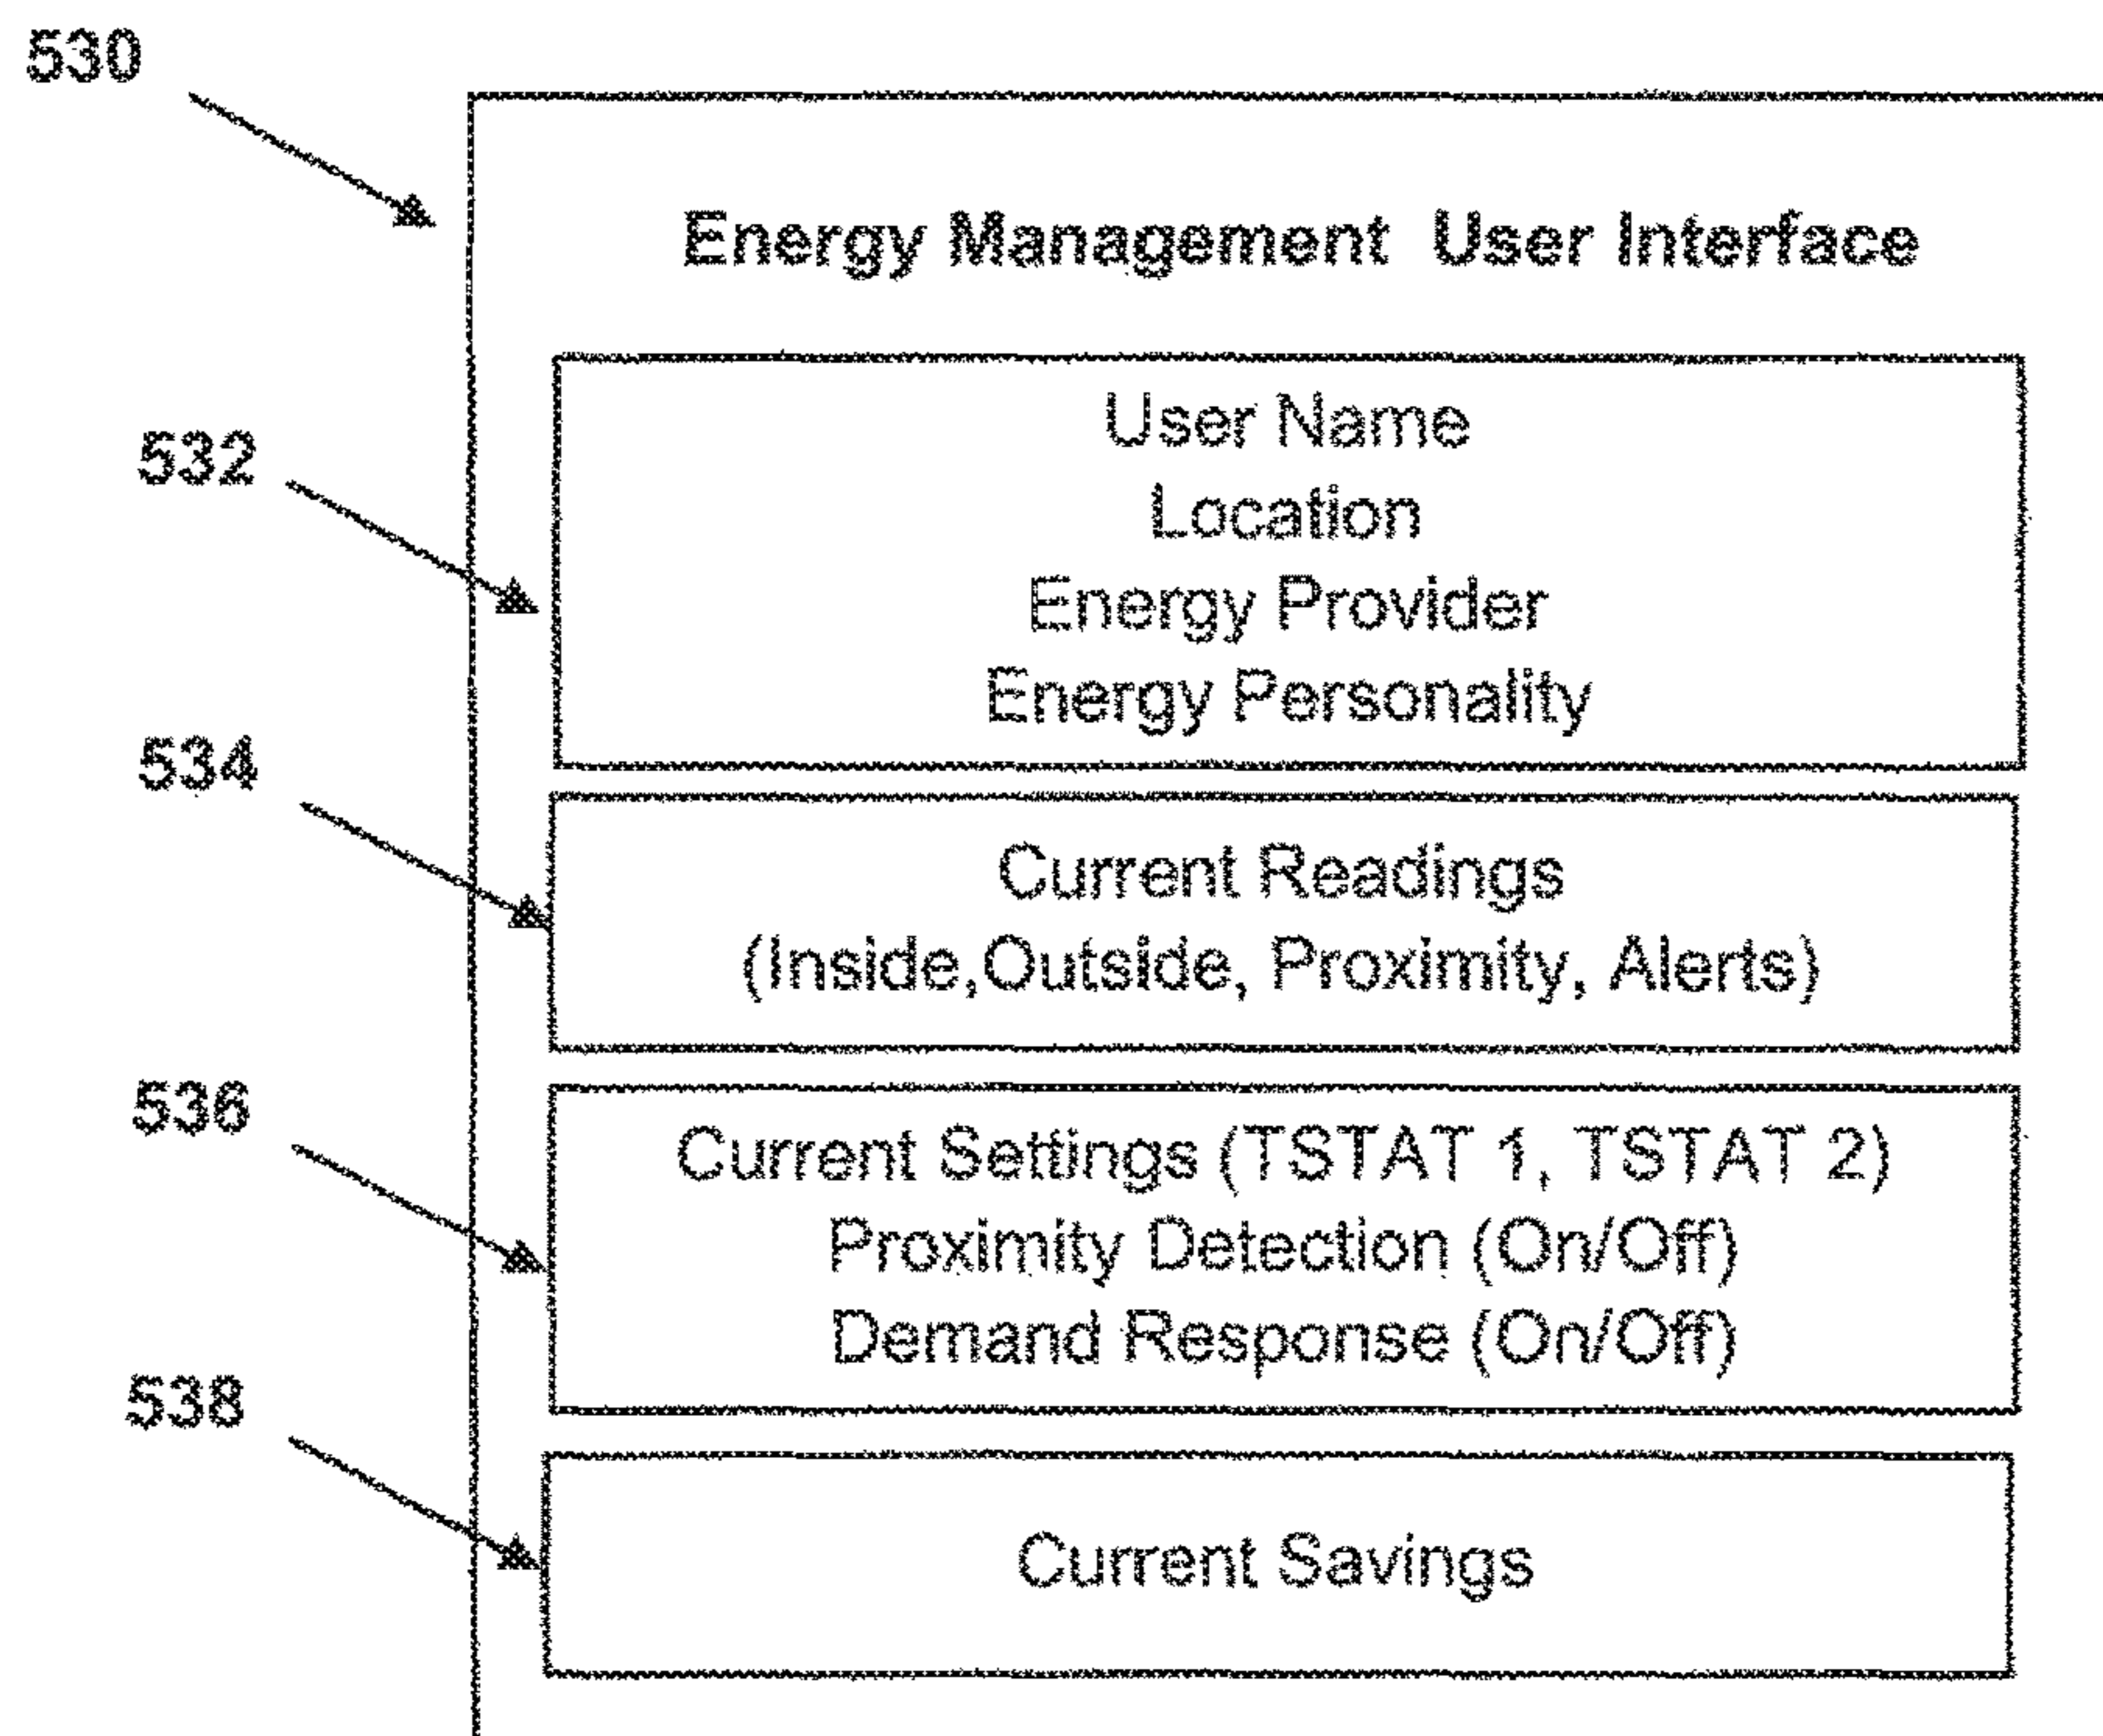 530
Energy Management User Interface
532
User Name
Location
Energy Provider
Energy Personality
534
Current Readings
(Inside,Outside, Proximity, Alerts)
536
Current Settings (TSTAT 1, TSTAT 2)
Proximity Detection (On/Off)
Demand Response (On/Off)
538
Current Savings